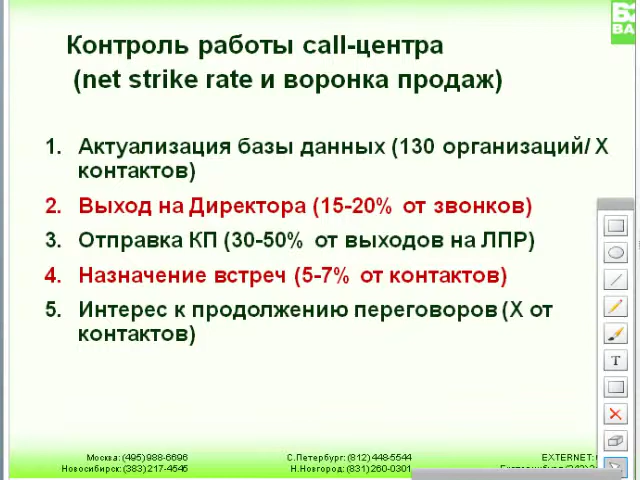 Контроль работы call-центра
(net strike rate и воронка продаж)
1. Актуализация базы данных (130 организаций/ X
контактов)
2. Выход на Директора (15-20% от звонков)
3. Отправка КП (30-50% от выходов на ЛПР)
4. Назначение встреч (5-7% от контактов)
5. Интерес к продолжению переговоров (X от
контактов)
Москва: (495) 988-6696 С.Петербург: (812) 448-5544 EXTERNET:
Новосибирск: (383) 217-4545 Н.Новгород: (831) 260-0301
T